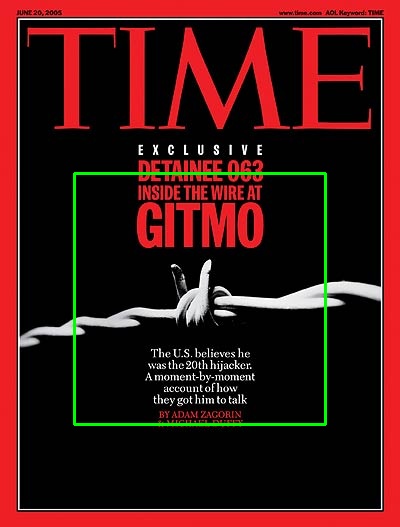 JUNE 20, 2005
www.time.com AOL Keyword: TIME
TIME
EXCLUSIVE
DETAINEE 063
INSIDE THE WIRE AT
GITMO
The U.S. believes he
was the 20th hijacker.
A moment-by-moment
account of how
they got him to talk
BY ADAM ZAGORIN
& MICHAEL DUFFY